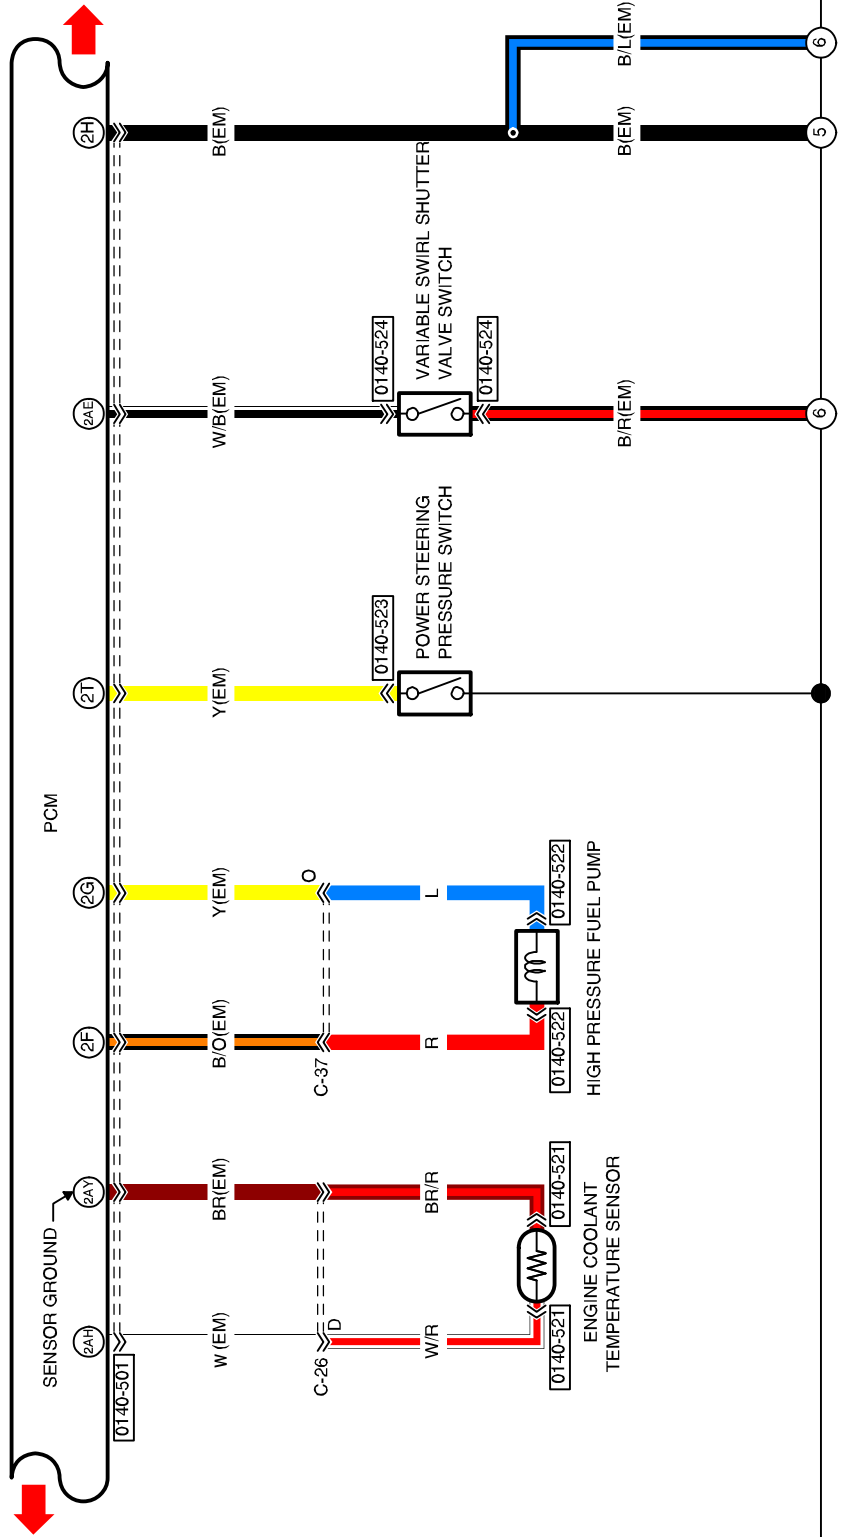 SENSOR GROUND
PCM
2AH
2AY
2F
2G
2T
2AE
2H
0140-501
W (EM)
BR(EM)
B/O(EM)
Y(EM)
Y(EM)
W/B(EM)
B(EM)
C-26
D
C-37
O
W/R
BR/R
R
L
0140-521
0140-521
ENGINE COOLANT
TEMPERATURE SENSOR
0140-522
0140-522
HIGH PRESSURE FUEL PUMP
0140-523
POWER STEERING
PRESSURE SWITCH
0140-524
0140-524
VARIABLE SWIRL SHUTTER
VALVE SWITCH
B/R(EM)
B(EM)
B/L(EM)
6
5
6